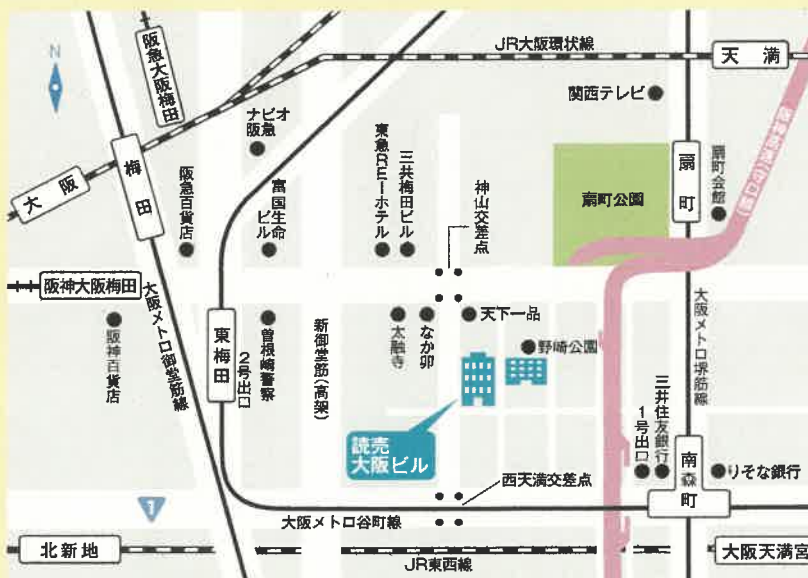 N
JR大阪環状線
天満
阪急大阪梅田
関西テレビ
ナビオ
阪急
梅田
大阪
阪急百貨店
富国生命
ビル
東急REIホテル
三共梅田ビル
神山交差点
扇町公園
扇町
扇町会館
阪神大阪梅田
大阪メトロ御堂筋線
阪神百貨店
東梅田
2号出口
曽根崎警察
新御堂筋(高架)
太融寺
なか卯
天下一品
野崎公園
大阪メトロ堺筋線
読売
大阪ビル
1号出口
三井住友銀行
南森町
りそな銀行
西天満交差点
1
大阪メトロ谷町線
北新地
JR東西線
大阪天満宮